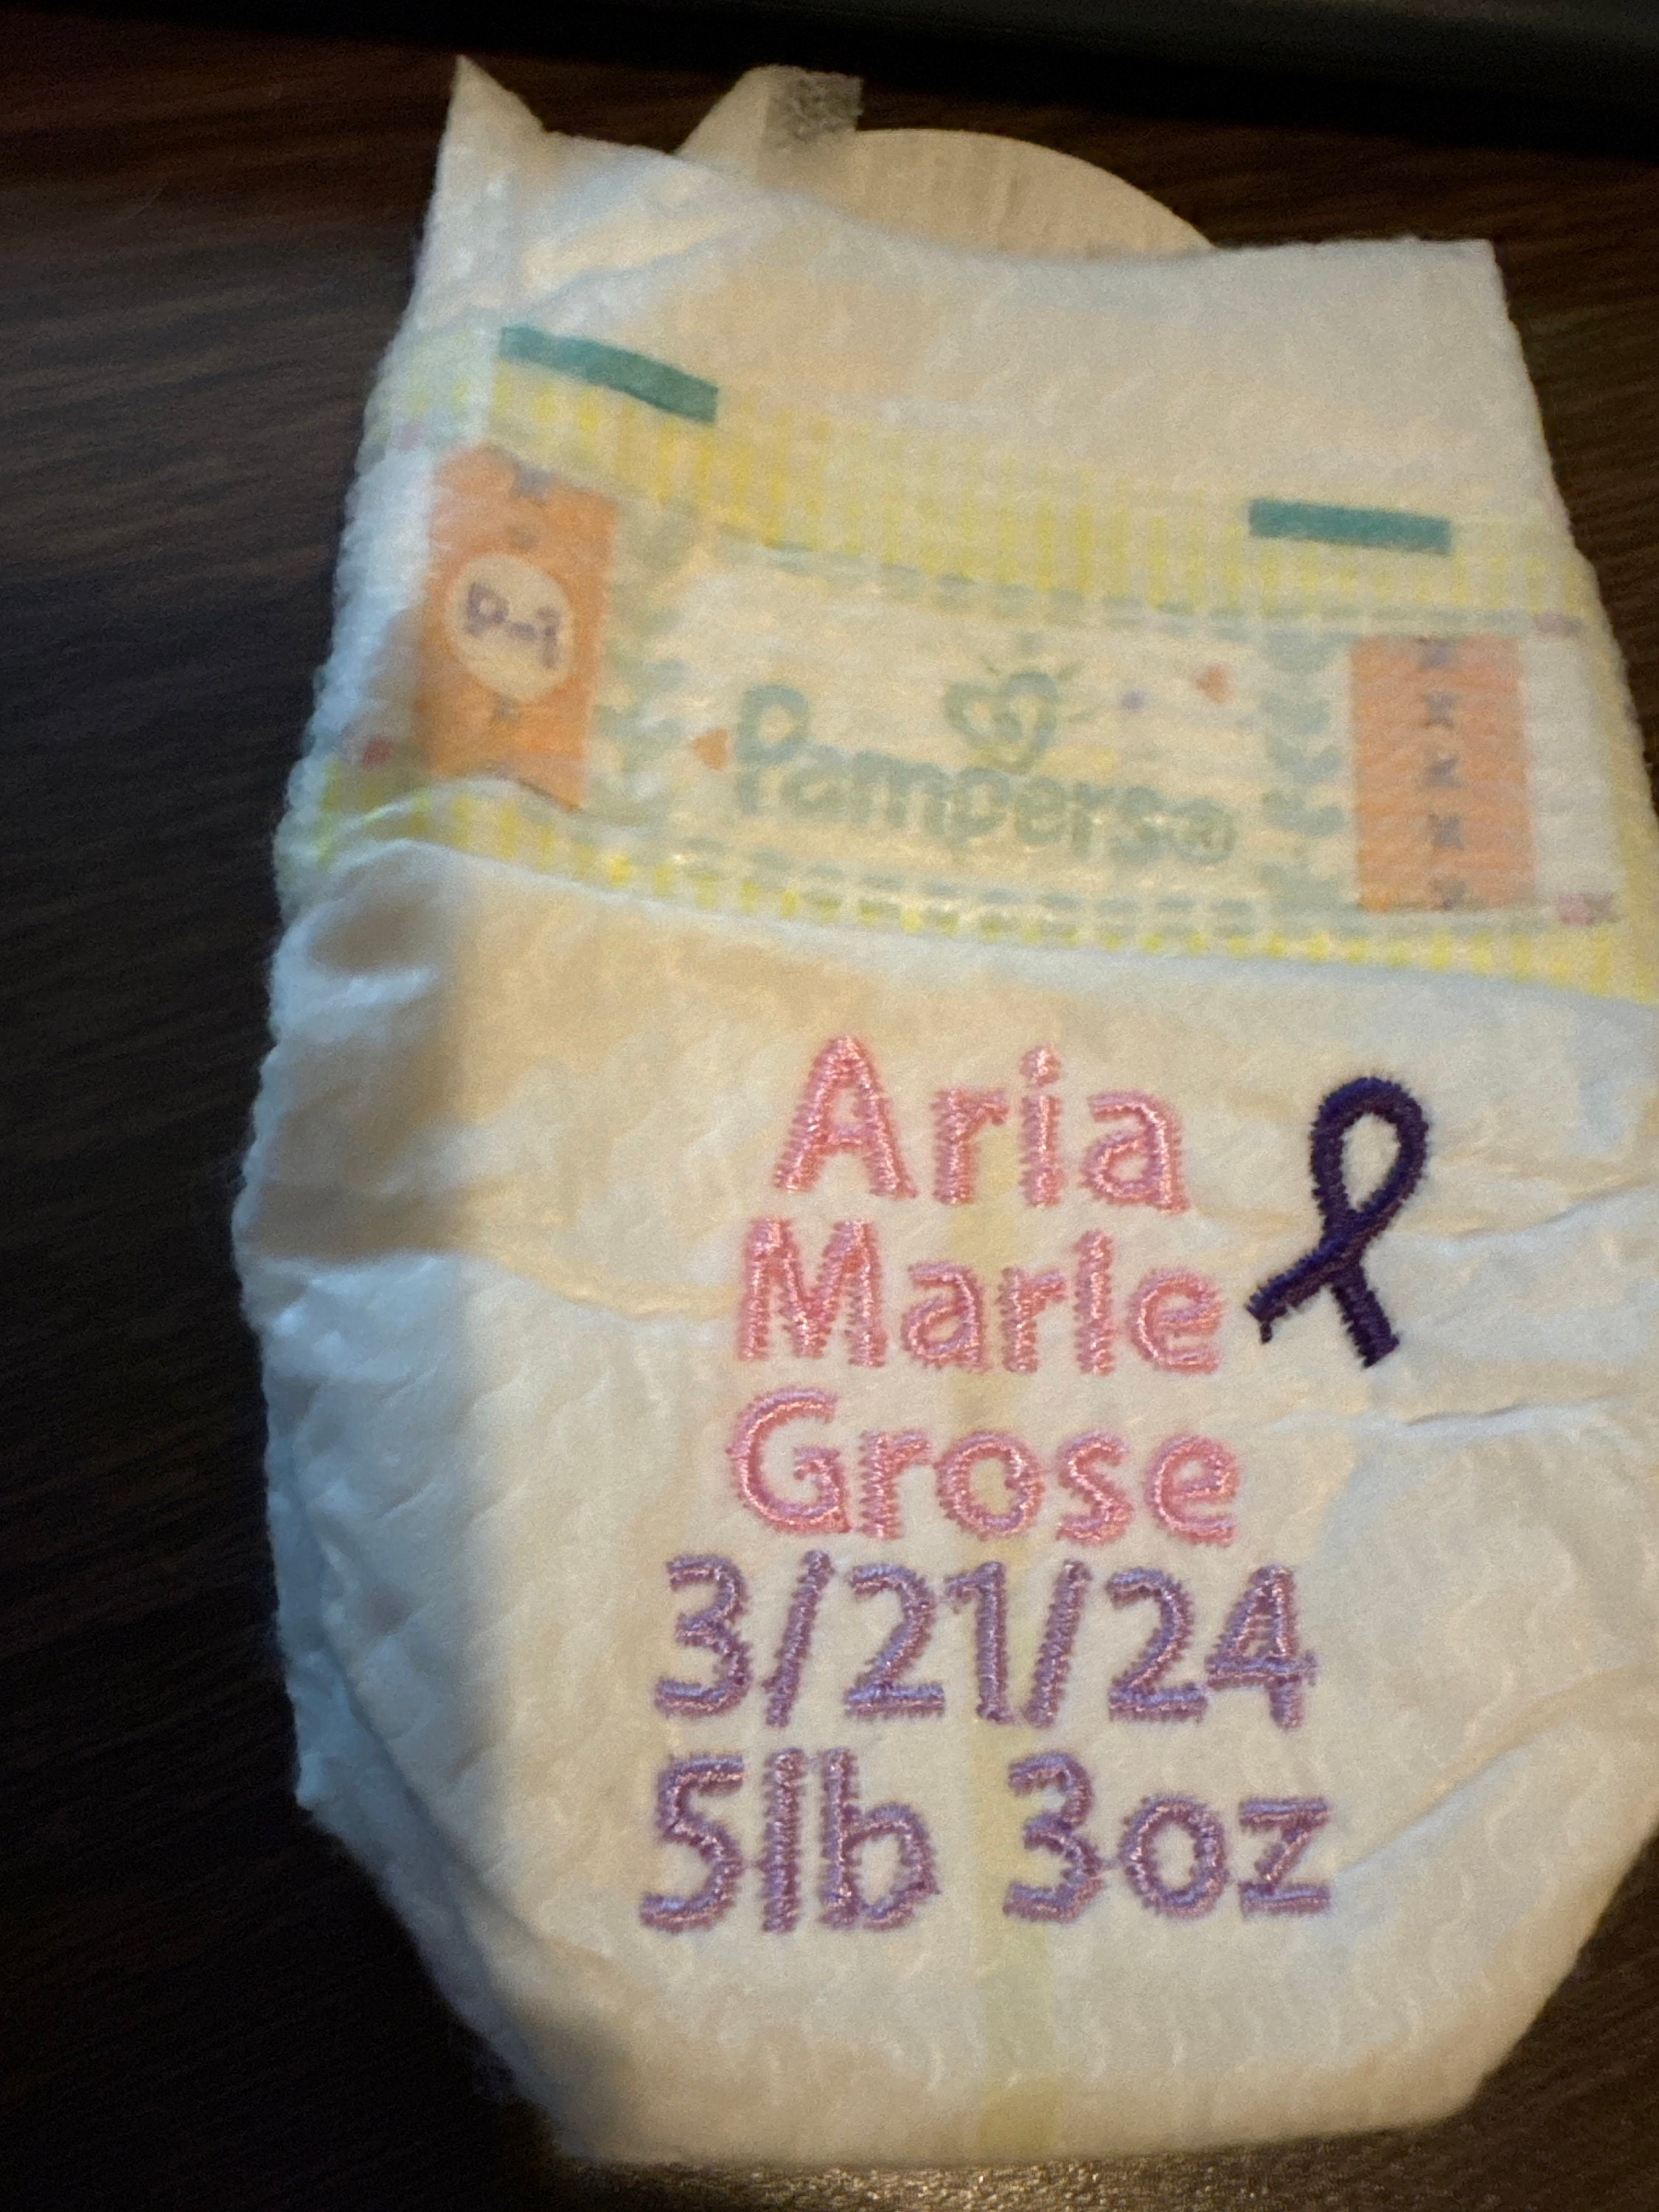 P-1
Pampers®
Aria
Marie
Grose
3/21/24
5lb 3oz